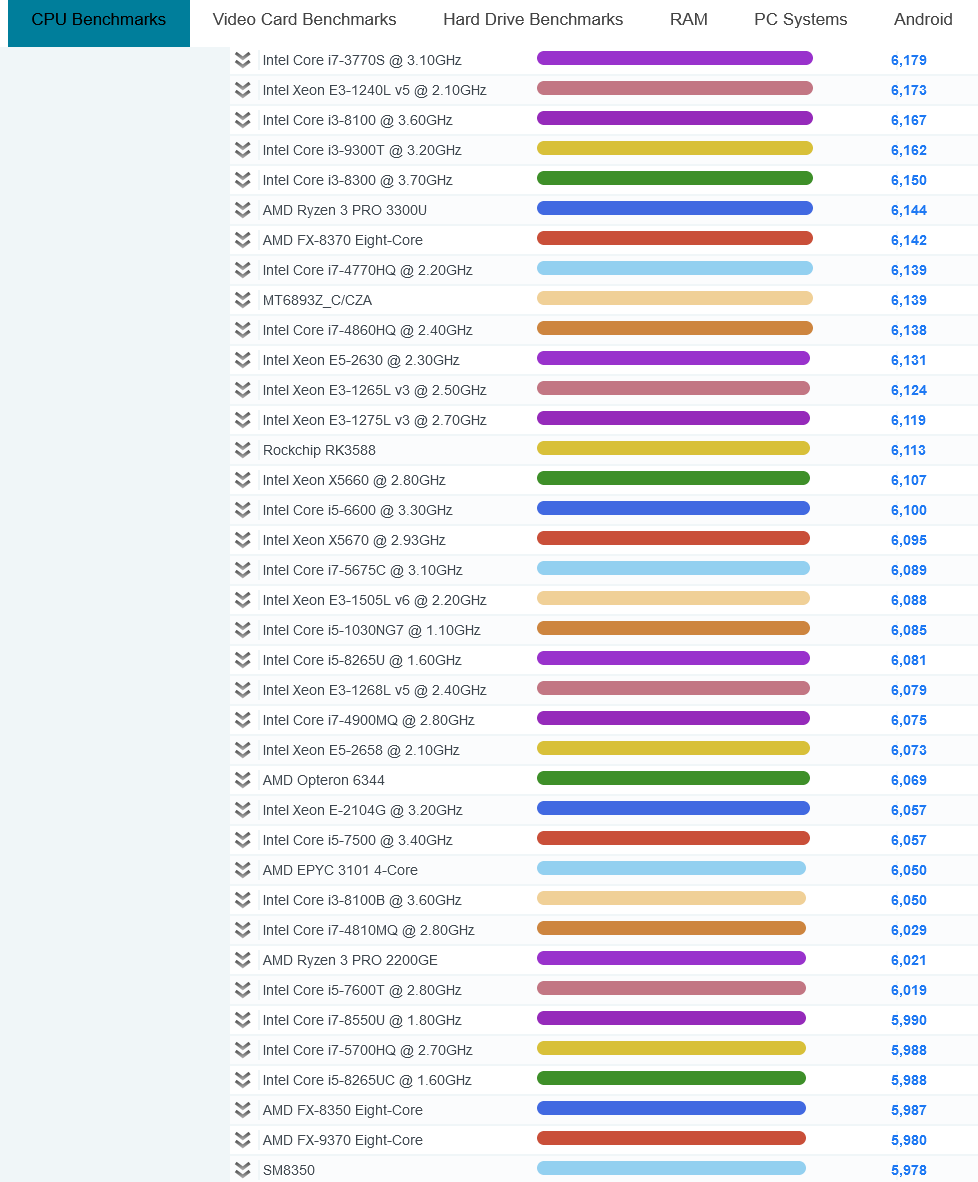 CPU Benchmarks Video Card Benchmarks Hard Drive Benchmarks RAM PC Systems Android
Intel Core i7-3770S @ 3.10GHz 6,179
Intel Xeon E3-1240L v5 @ 2.10GHz 6,173
Intel Core i3-8100 @ 3.60GHz 6,167
Intel Core i3-9300T @ 3.20GHz 6,162
Intel Core i3-8300 @ 3.70GHz 6,150
AMD Ryzen 3 PRO 3300U 6,144
AMD FX-8370 Eight-Core 6,142
Intel Core i7-4770HQ @ 2.20GHz 6,139
MT6893Z_C/CZA 6,139
Intel Core i7-4860HQ @ 2.40GHz 6,138
Intel Xeon E5-2630 @ 2.30GHz 6,131
Intel Xeon E3-1265L v3 @ 2.50GHz 6,124
Intel Xeon E3-1275L v3 @ 2.70GHz 6,119
Rockchip RK3588 6,113
Intel Xeon X5660 @ 2.80GHz 6,107
Intel Core i5-6600 @ 3.30GHz 6,100
Intel Xeon X5670 @ 2.93GHz 6,095
Intel Core i7-5675C @ 3.10GHz 6,089
Intel Xeon E3-1505L v6 @ 2.20GHz 6,088
Intel Core i5-1030NG7 @ 1.10GHz 6,085
Intel Core i5-8265U @ 1.60GHz 6,081
Intel Xeon E3-1268L v5 @ 2.40GHz 6,079
Intel Core i7-4900MQ @ 2.80GHz 6,075
Intel Xeon E5-2658 @ 2.10GHz 6,073
AMD Opteron 6344 6,069
Intel Xeon E-2104G @ 3.20GHz 6,057
Intel Core i5-7500 @ 3.40GHz 6,057
AMD EPYC 3101 4-Core 6,050
Intel Core i3-8100B @ 3.60GHz 6,050
Intel Core i7-4810MQ @ 2.80GHz 6,029
AMD Ryzen 3 PRO 2200GE 6,021
Intel Core i5-7600T @ 2.80GHz 6,019
Intel Core i7-8550U @ 1.80GHz 5,990
Intel Core i7-5700HQ @ 2.70GHz 5,988
Intel Core i5-8265UC @ 1.60GHz 5,988
AMD FX-8350 Eight-Core 5,987
AMD FX-9370 Eight-Core 5,980
SM8350 5,978